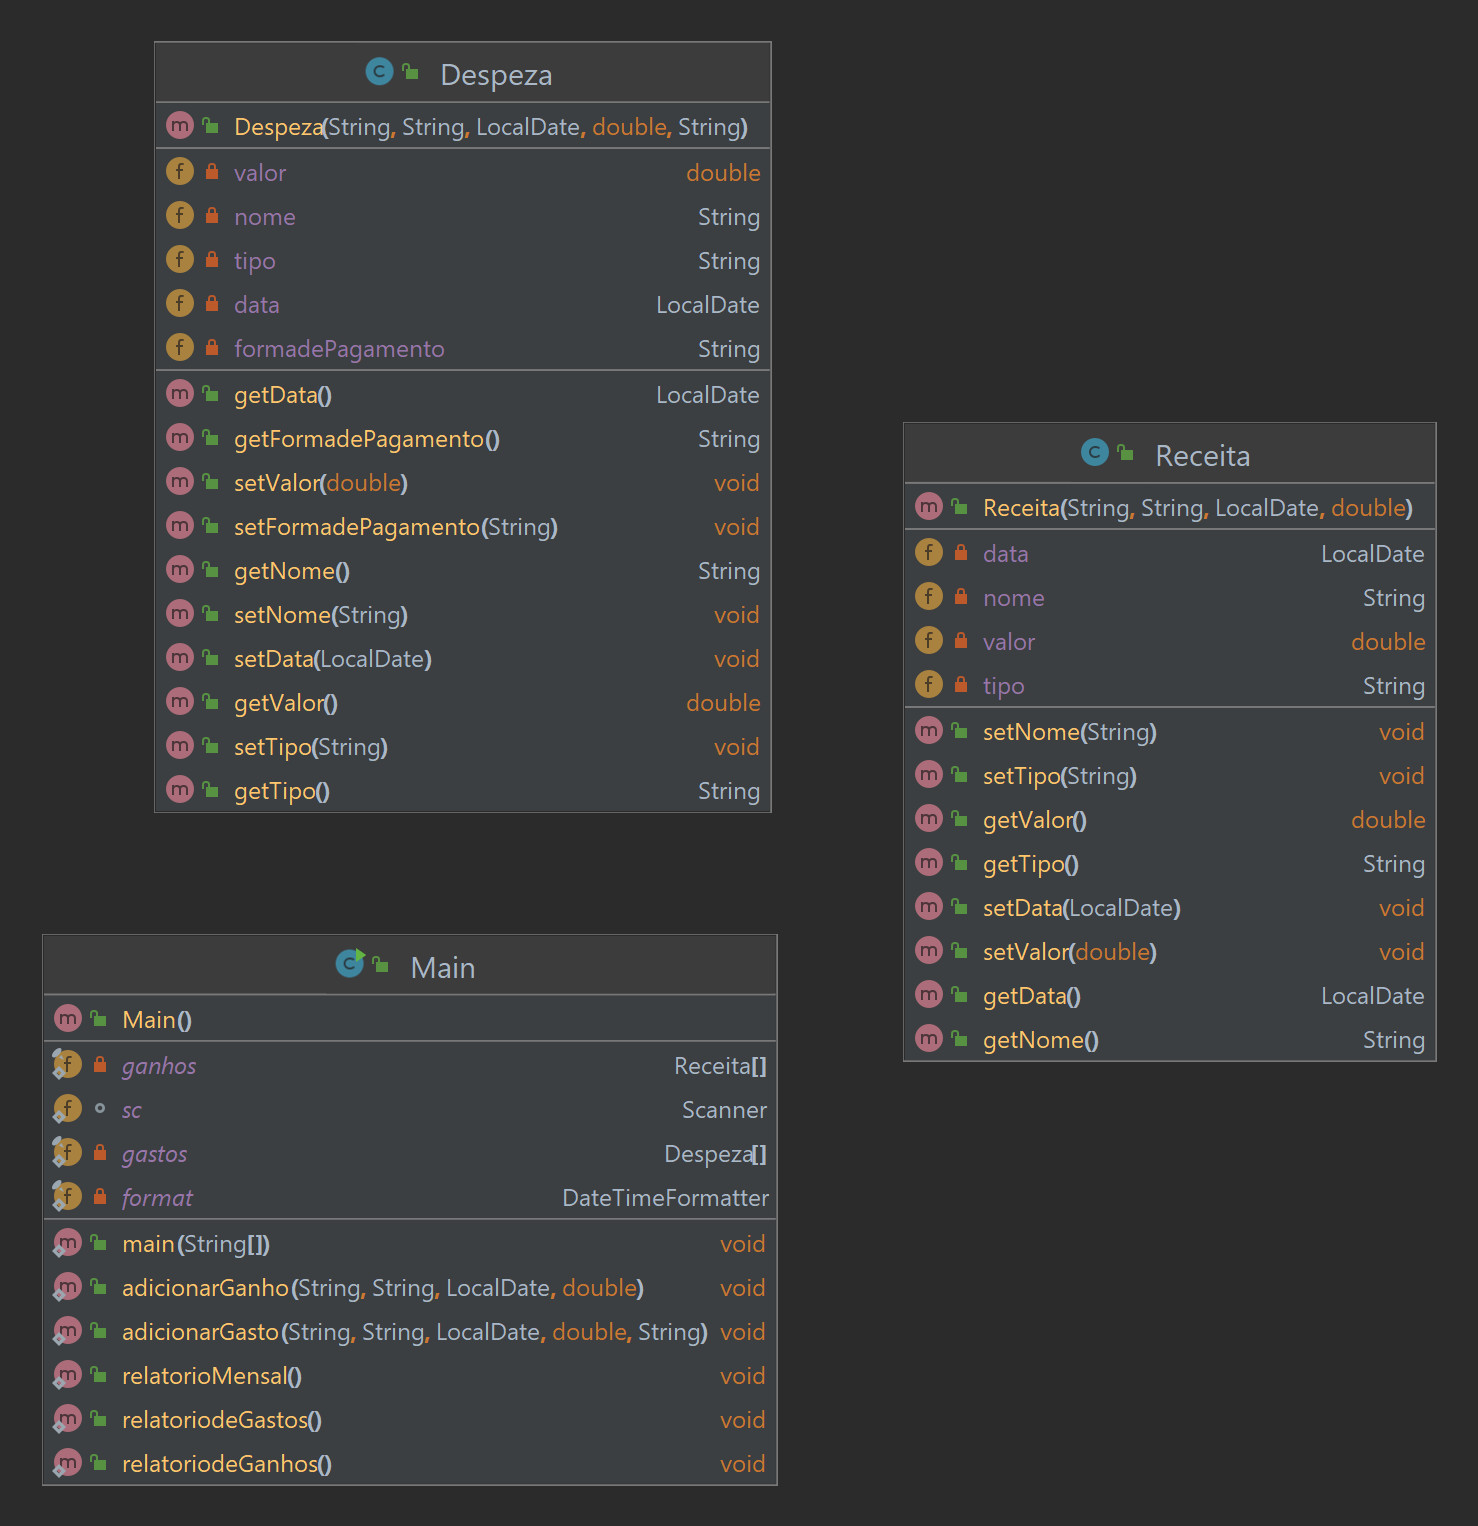 Despeza
Despeza(String, String, LocalDate, double, String)
valor double
nome String
tipo String
data LocalDate
formadePagamento String
getData() LocalDate
getFormadePagamento() String
setValor(double) void
setFormadePagamento(String) void
getNome() String
setNome(String) void
setData(LocalDate) void
getValor() double
setTipo(String) void
getTipo() String
Receita
Receita(String, String, LocalDate, double)
data LocalDate
nome String
valor double
tipo String
setNome(String) void
setTipo(String) void
getValor() double
getTipo() String
setData(LocalDate) void
setValor(double) void
getData() LocalDate
getNome() String
Main
Main()
ganhos Receita[]
sc Scanner
gastos Despeza[]
format DateTimeFormatter
main(String[]) void
adicionarGanho(String, String, LocalDate, double) void
adicionarGasto(String, String, LocalDate, double, String) void
relatorioMensal() void
relatoriodeGastos() void
relatoriodeGanhos() void